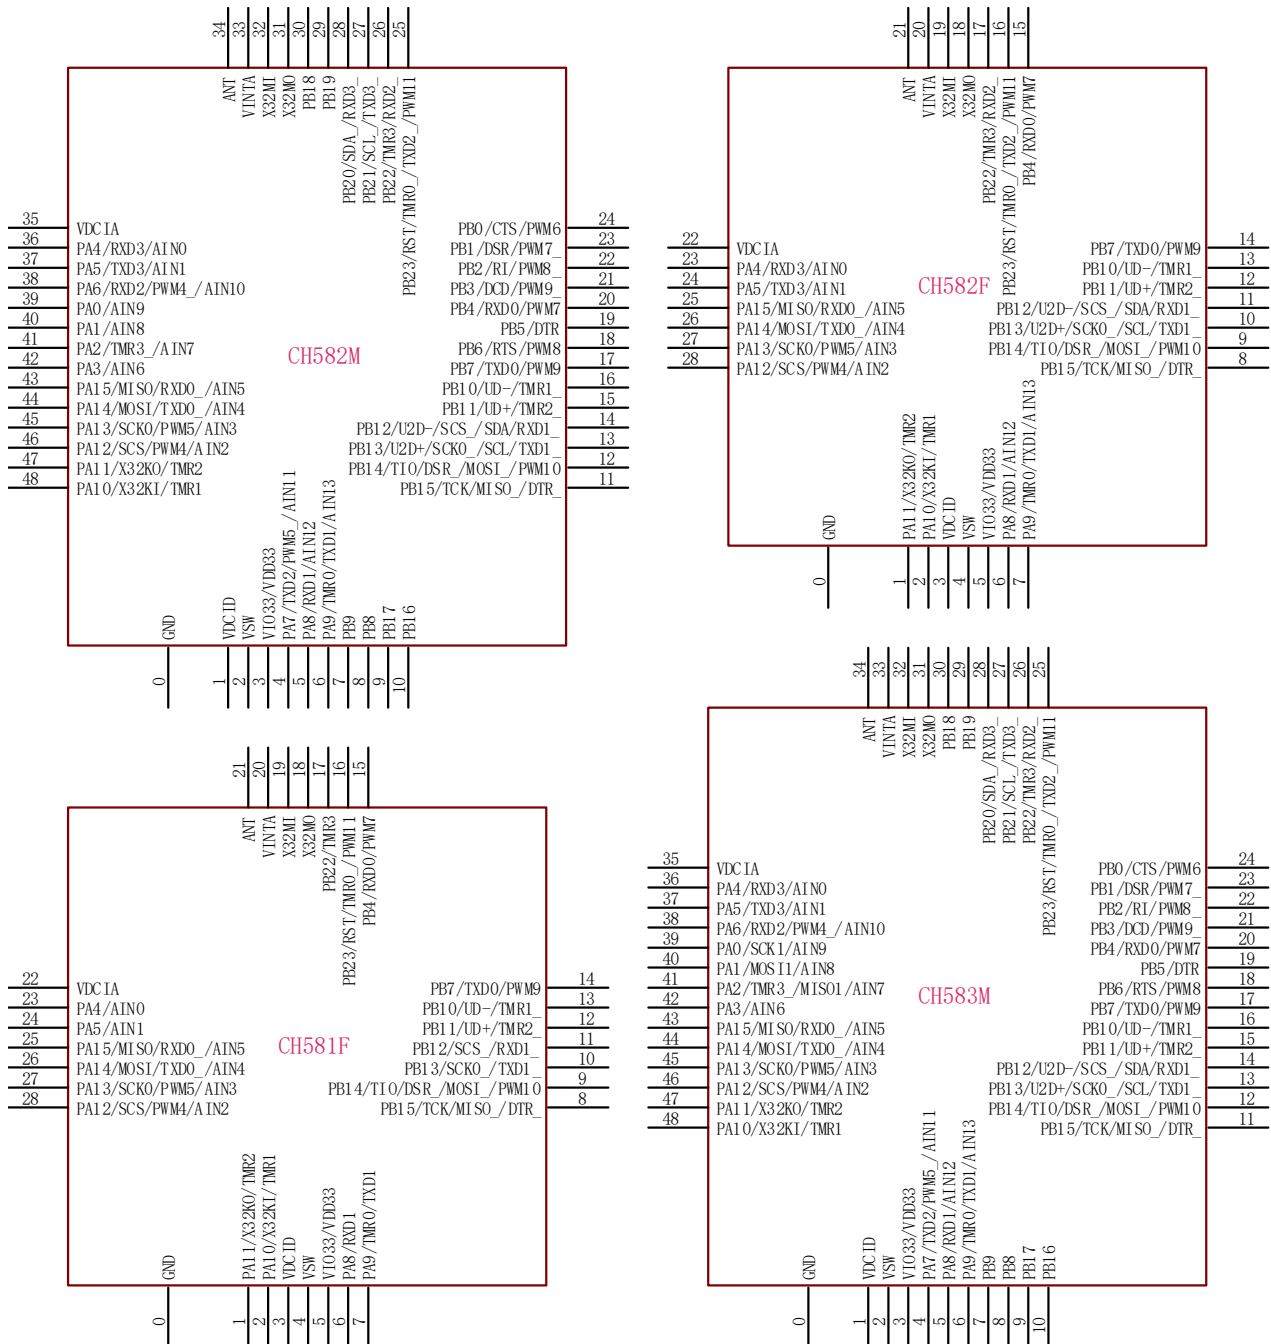 CH582M
34 ANT
33 VINTA
32 X32MI
31 X32MO
30 PB18
29 PB19
28 PB20/SDA_/RXD3_
27 PB21/SCL_/TXD3_
26 PB22/TMR3/RXD2_
25 PB23/RST/TMR0_/TXD2_/PWM11
35 VDCIA
36 PA4/RXD3/AIN0
37 PA5/TXD3/AIN1
38 PA6/RXD2/PWM4_/AIN10
39 PA0/AIN9
40 PA1/AIN8
41 PA2/TMR3_/AIN7
42 PA3/AIN6
43 PA15/MISO/RXD0_/AIN5
44 PA14/MOSI/TXD0_/AIN4
45 PA13/SCK0/PWM5/AIN3
46 PA12/SCS/PWM4/AIN2
47 PA11/X32KO/TMR2
48 PA10/X32KI/TMR1
PB0/CTS/PWM6 24
PB1/DSR/PWM7_ 23
PB2/RI/PWM8_ 22
PB3/DCD/PWM9_ 21
PB4/RXD0/PWM7 20
PB5/DTR 19
PB6/RTS/PWM8 18
PB7/TXD0/PWM9 17
PB10/UD-/TMR1_ 16
PB11/UD+/TMR2_ 15
PB12/U2D-/SCS_/SDA/RXD1_ 14
PB13/U2D+/SCK0_/SCL/TXD1_ 13
PB14/TIO/DSR_/MOSI_/PWM10 12
PB15/TCK/MISO_/DTR_ 11
0 GND
1 VDCID
2 VSW
3 VIO33/VDD33
4 PA7/TXD2/PWM5_/AIN11
5 PA8/RXD1/AIN12
6 PA9/TMR0/TXD1/AIN13
7 PB9
8 PB8
9 PB17
10 PB16
CH582F
21 ANT
20 VINTA
19 X32MI
18 X32MO
17 PB22/TMR3/RXD2_
16 PB23/RST/TMR0_/TXD2_/PWM11
15 PB4/RXD0/PWM7
22 VDCIA
23 PA4/RXD3/AIN0
24 PA5/TXD3/AIN1
25 PA15/MISO/RXD0_/AIN5
26 PA14/MOSI/TXD0_/AIN4
27 PA13/SCK0/PWM5/AIN3
28 PA12/SCS/PWM4/AIN2
PB7/TXD0/PWM9 14
PB10/UD-/TMR1_ 13
PB11/UD+/TMR2_ 12
PB12/U2D-/SCS_/SDA/RXD1_ 11
PB13/U2D+/SCK0_/SCL/TXD1_ 10
PB14/TIO/DSR_/MOSI_/PWM10 9
PB15/TCK/MISO_/DTR_ 8
0 GND
1 PA11/X32KO/TMR2
2 PA10/X32KI/TMR1
3 VDCID
4 VSW
5 VIO33/VDD33
6 PA8/RXD1/AIN12
7 PA9/TMR0/TXD1/AIN13
CH581F
21 ANT
20 VINTA
19 X32MI
18 X32MO
17 PB22/TMR3
16 PB23/RST/TMR0_/PWM11
15 PB4/RXD0/PWM7
22 VDCIA
23 PA4/AIN0
24 PA5/AIN1
25 PA15/MISO/RXD0_/AIN5
26 PA14/MOSI/TXD0_/AIN4
27 PA13/SCK0/PWM5/AIN3
28 PA12/SCS/PWM4/AIN2
PB7/TXD0/PWM9 14
PB10/UD-/TMR1_ 13
PB11/UD+/TMR2_ 12
PB12/SCS_/RXD1_ 11
PB13/SCK0_/TXD1_ 10
PB14/TIO/DSR_/MOSI_/PWM10 9
PB15/TCK/MISO_/DTR_ 8
0 GND
1 PA11/X32KO/TMR2
2 PA10/X32KI/TMR1
3 VDCID
4 VSW
5 VIO33/VDD33
6 PA8/RXD1
7 PA9/TMR0/TXD1
CH583M
34 ANT
33 VINTA
32 X32MI
31 X32MO
30 PB18
29 PB19
28 PB20/SDA_/RXD3_
27 PB21/SCL_/TXD3_
26 PB22/TMR3/RXD2_
25 PB23/RST/TMR0_/TXD2_/PWM11
35 VDCIA
36 PA4/RXD3/AIN0
37 PA5/TXD3/AIN1
38 PA6/RXD2/PWM4_/AIN10
39 PA0/SCK1/AIN9
40 PA1/MOSI1/AIN8
41 PA2/TMR3_/MISO1/AIN7
42 PA3/AIN6
43 PA15/MISO/RXD0_/AIN5
44 PA14/MOSI/TXD0_/AIN4
45 PA13/SCK0/PWM5/AIN3
46 PA12/SCS/PWM4/AIN2
47 PA11/X32KO/TMR2
48 PA10/X32KI/TMR1
PB0/CTS/PWM6 24
PB1/DSR/PWM7_ 23
PB2/RI/PWM8_ 22
PB3/DCD/PWM9_ 21
PB4/RXD0/PWM7 20
PB5/DTR 19
PB6/RTS/PWM8 18
PB7/TXD0/PWM9 17
PB10/UD-/TMR1_ 16
PB11/UD+/TMR2_ 15
PB12/U2D-/SCS_/SDA/RXD1_ 14
PB13/U2D+/SCK0_/SCL/TXD1_ 13
PB14/TIO/DSR_/MOSI_/PWM10 12
PB15/TCK/MISO_/DTR_ 11
0 GND
1 VDCID
2 VSW
3 VIO33/VDD33
4 PA7/TXD2/PWM5_/AIN11
5 PA8/RXD1/AIN12
6 PA9/TMR0/TXD1/AIN13
7 PB9
8 PB8
9 PB17
10 PB16